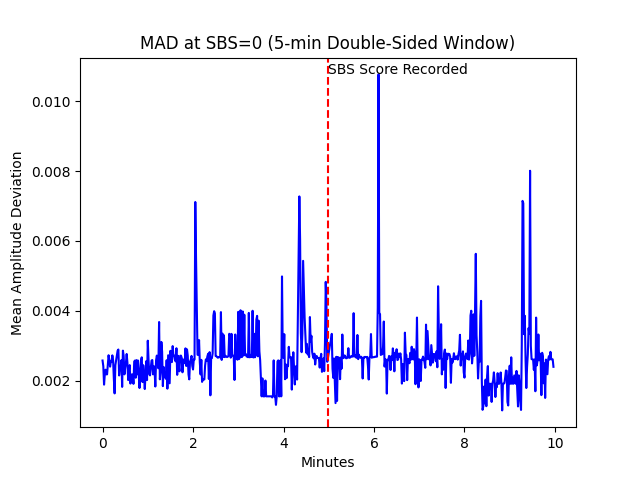 MAD at SBS=0 (5-min Double-Sided Window)
SBS Score Recorded
0.010
0.008
0.006
0.004
0.002
Mean Amplitude Deviation
0 2 4 6 8 10
Minutes